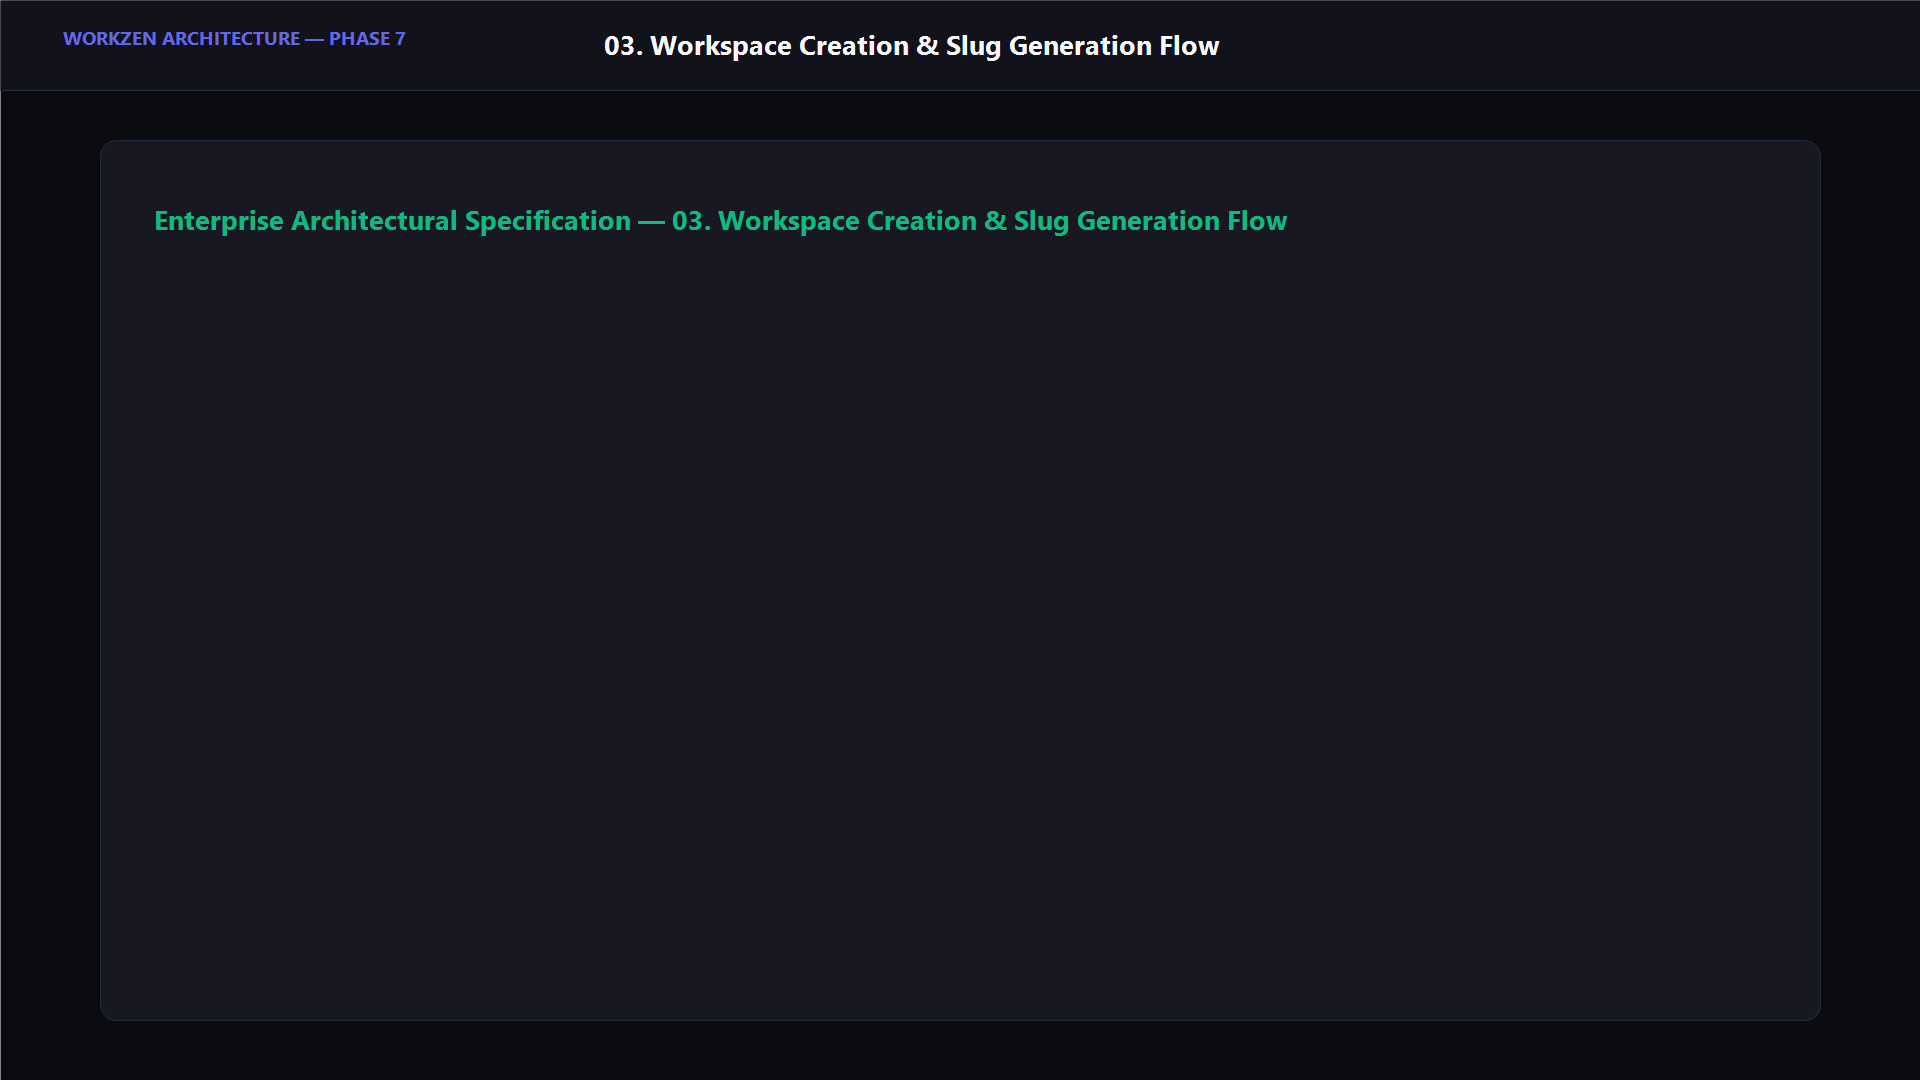 WORKZEN ARCHITECTURE — PHASE 7
03. Workspace Creation & Slug Generation Flow
Enterprise Architectural Specification — 03. Workspace Creation & Slug Generation Flow